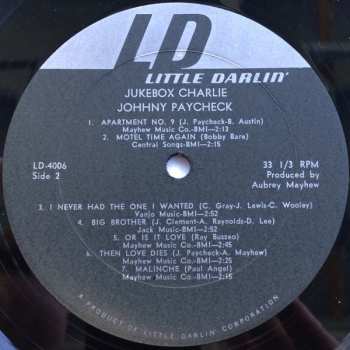 LD
LITTLE DARLIN'
JUKEBOX CHARLIE
JOHHNY PAYCHECK
1. APARTMENT NO. 9 (J. Paycheck-B. Austin)
Mayhew Music Co.-BMI—2:13
2. MOTEL TIME AGAIN (Bobby Bare)
Central Songs-BMI—2:25
LD-4006
Side 2
33 1/3 RPM
Produced by
Aubrey Mayhew
3. I NEVER HAD THE ONE I WANTED (C. Gray-J. Lewis-C. Wooley)
Vanjo Music-BMI—2:52
4. BIG BROTHER (J. Clement-A. Reynolds-D. Lee)
Jack Music-BMI—2:52
5. OR IS IT LOVE (Ray Buzzeo)
Mayhew Music Co.-BMI—2:45
6. THEN LOVE DIES (J. Paycheck-A. Mayhew)
Mayhew Music Co.-BMI—2:25
7. MALINCHE (Paul Angel)
Mayhew Music Co.-BMI—2:15
A PRODUCT OF LITTLE DARLIN' CORPORATION